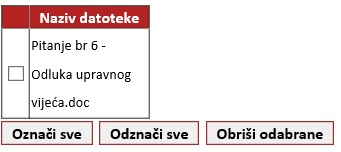 Naziv datoteke
Pitanje br 6 -
Odluka upravnog
vijeća.doc
Označi sve Odznači sve Obriši odabrane